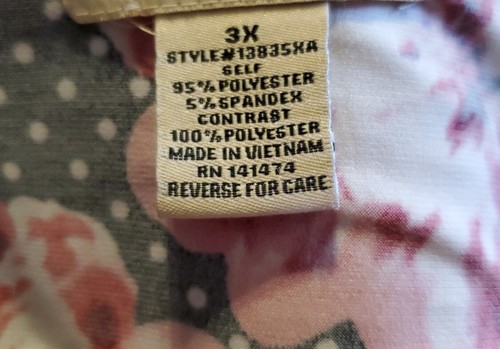 3X
STYLE#13835XA
SELF
95% POLYESTER
5% SPANDEX
CONTRAST
100% POLYESTER
MADE IN VIETNAM
RN 141474
REVERSE FOR CARE